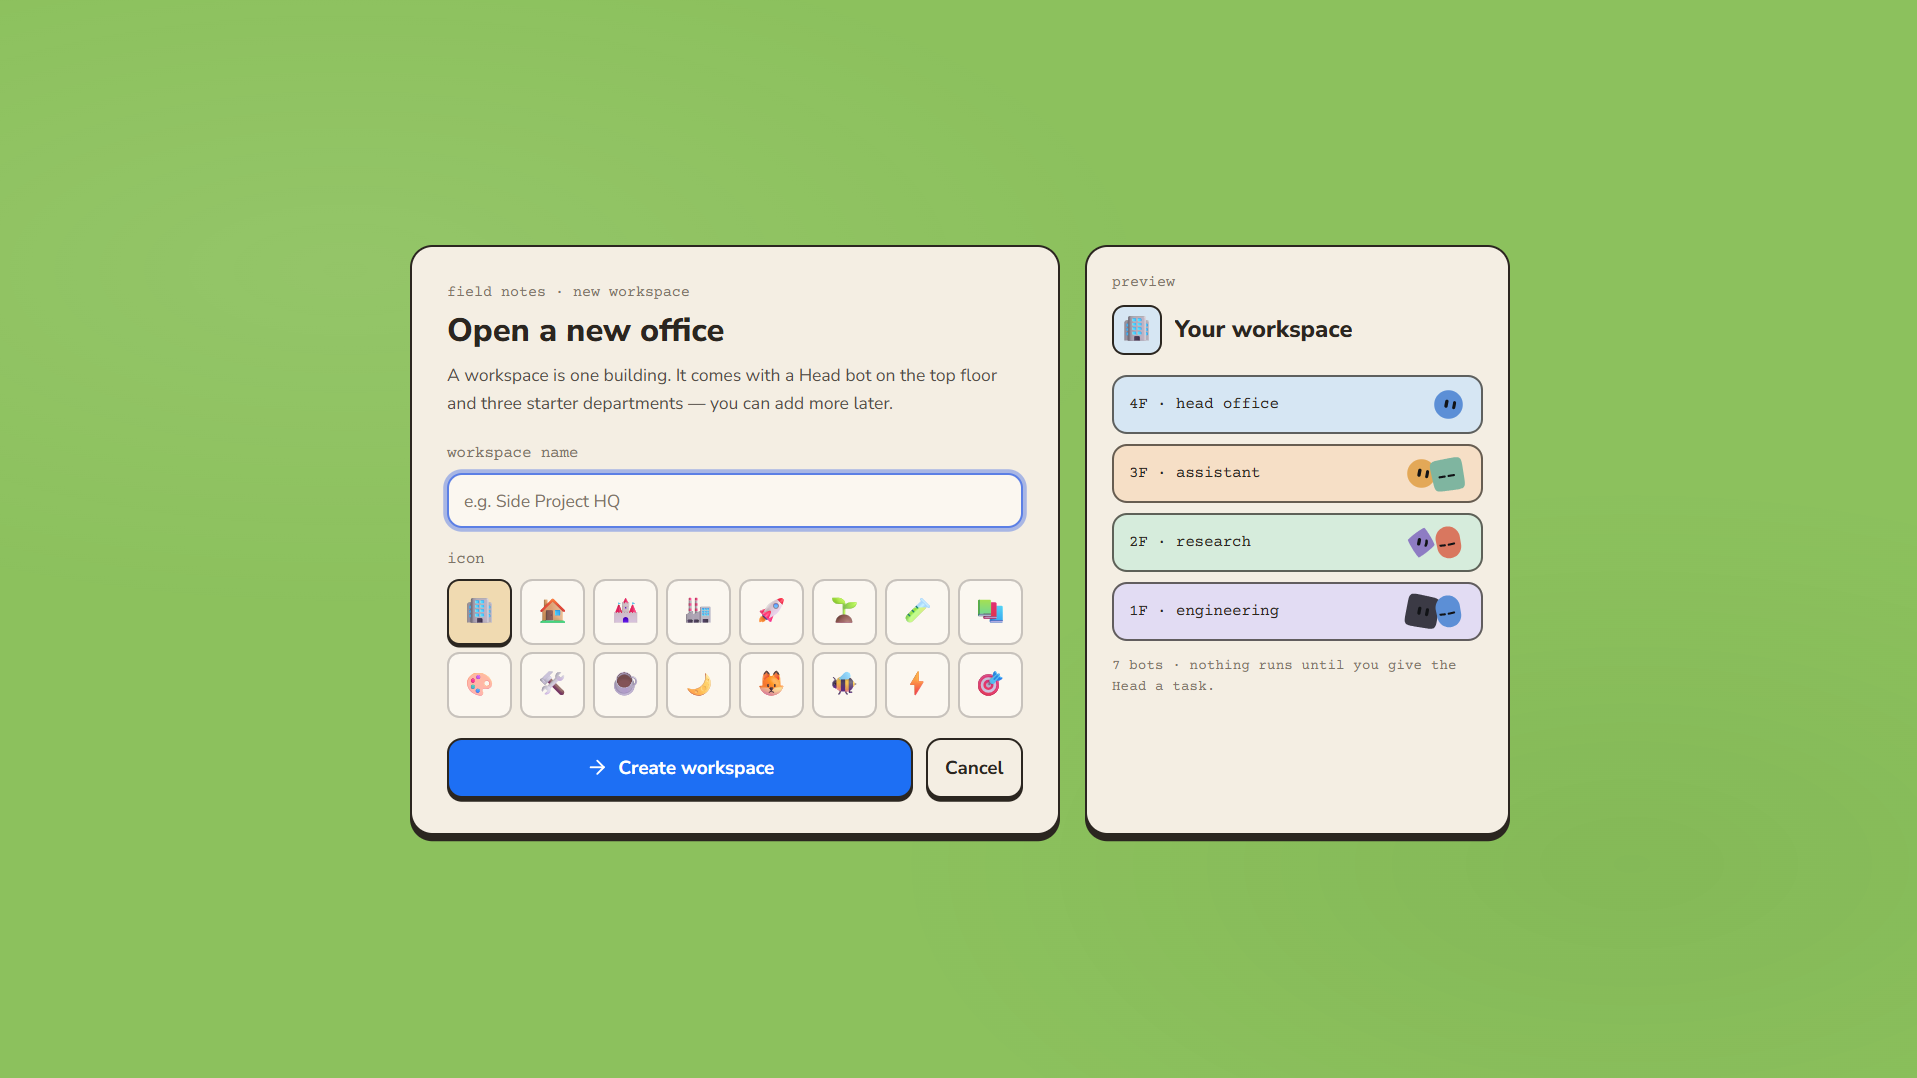 field notes · new workspace
Open a new office
A workspace is one building. It comes with a Head bot on the top floor
and three starter departments — you can add more later.
workspace name
e.g. Side Project HQ
icon
Create workspace
Cancel
preview
Your workspace
4F · head office
3F · assistant
2F · research
1F · engineering
7 bots · nothing runs until you give the
Head a task.